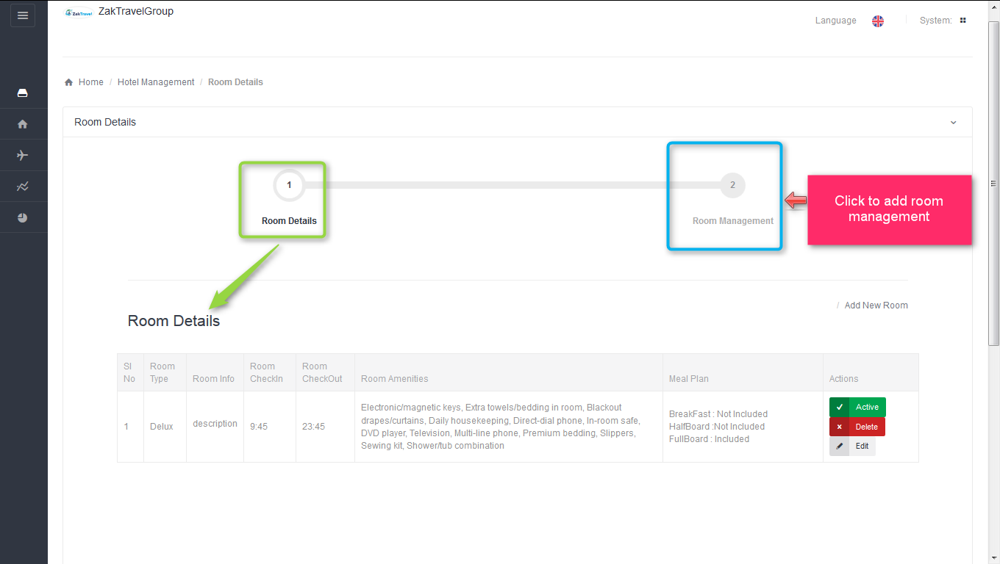 ZakTravel ZakTravelGroup
Language System:
Home / Hotel Management / Room Details
Room Details
1
2
Room Details
Room Management
Click to add room
management
/ Add New Room
Room Details
Sl No
Room Type
Room Info
Room CheckIn
Room CheckOut
Room Amenities
Meal Plan
Actions
1
Delux
description
9:45
23:45
Electronic/magnetic keys, Extra towels/bedding in room, Blackout
drapes/curtains, Daily housekeeping, Direct-dial phone, In-room safe,
DVD player, Television, Multi-line phone, Premium bedding, Slippers,
Sewing kit, Shower/tub combination
BreakFast : Not Included
HalfBoard :Not Included
FullBoard : Included
Active
Delete
Edit